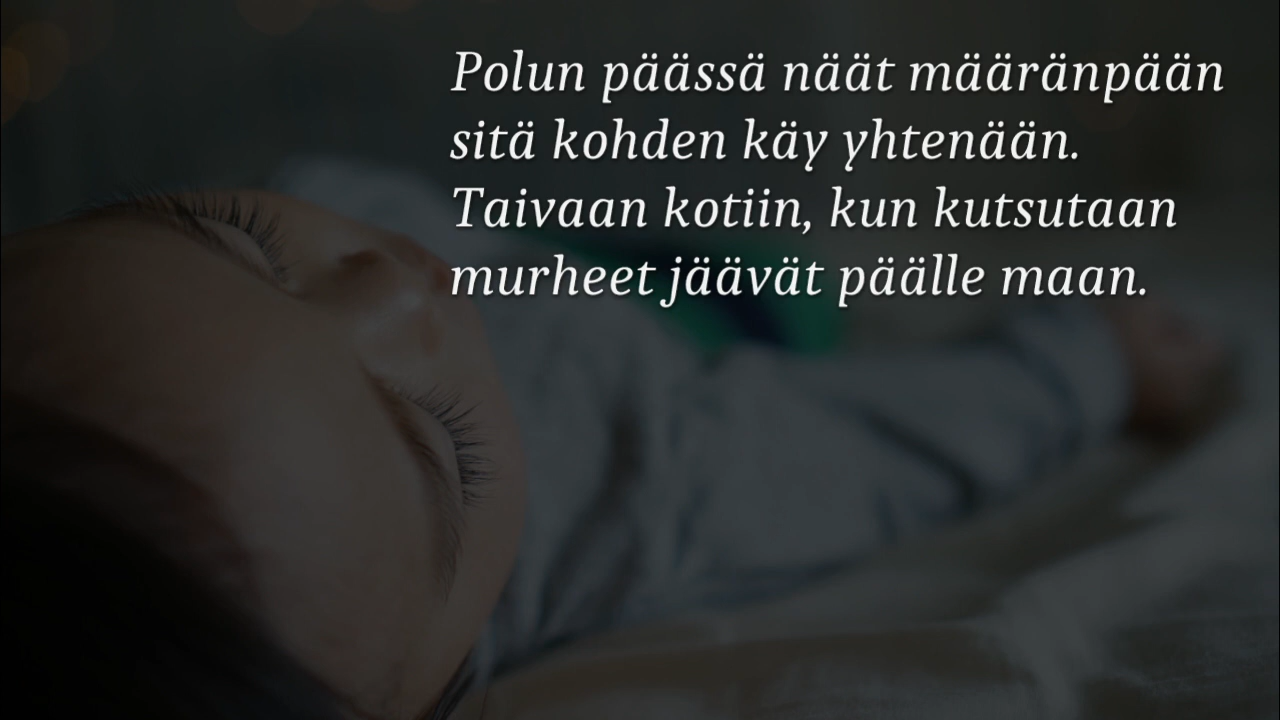 Polun päässä näät määränpään
sitä kohden käy yhtenään.
Taivaan kotiin, kun kutsutaan
murheet jäävät päälle maan.